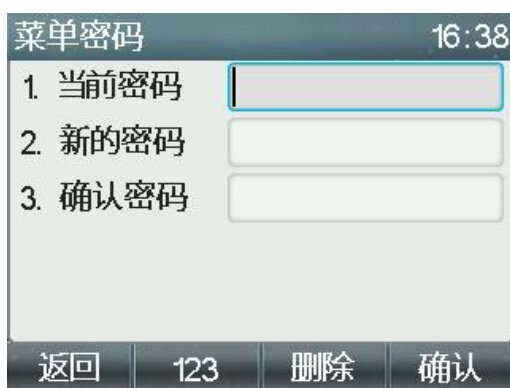 菜单密码 16:38
1. 当前密码
2. 新的密码
3. 确认密码
返回 123 删除 确认